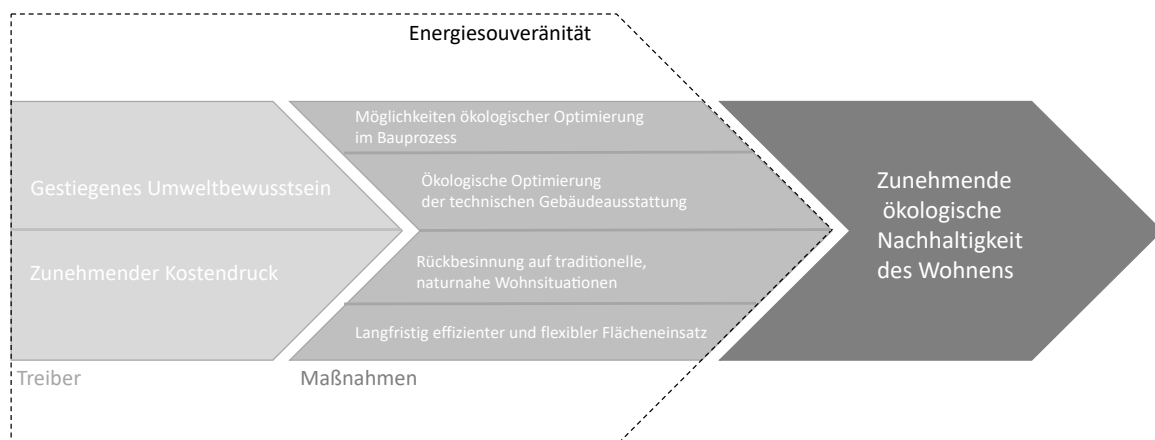 Energiesouveränität
Gestiegenes Umweltbewusstsein
Zunehmender Kostendruck
Treiber
Möglichkeiten ökologischer Optimierung
im Bauprozess
Ökologische Optimierung
der technischen Gebäudeausstattung
Rückbesinnung auf traditionelle,
naturnahe Wohnsituationen
Langfristig effizienter und flexibler Flächeneinsatz
Maßnahmen
Zunehmende
ökologische
Nachhaltigkeit
des Wohnens